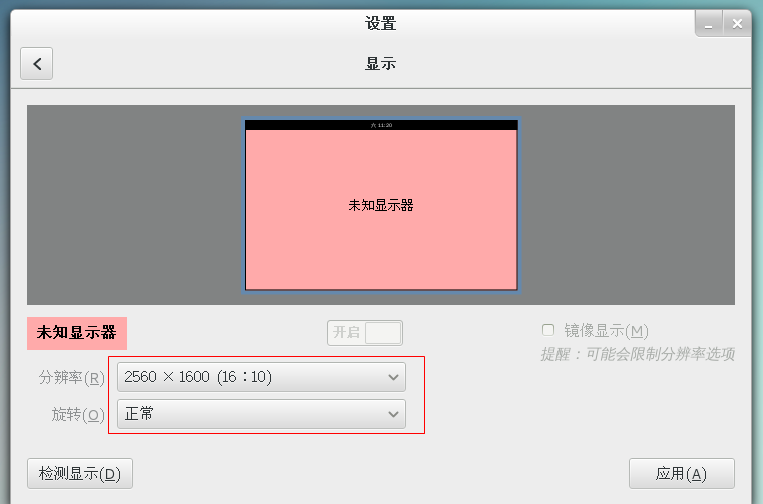 设置
显示
六 11:20
未知显示器
未知显示器
开启
镜像显示(M)
提醒：可能会限制分辨率选项
分辨率(R)
2560 × 1600 (16∶10)
旋转(O)
正常
检测显示(D)
应用(A)